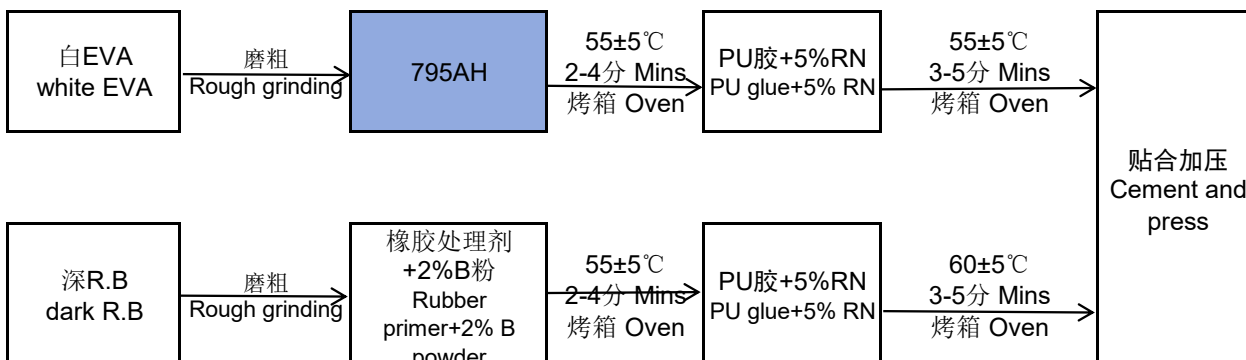 白EVA
white EVA
磨粗
Rough grinding
795AH
55±5℃
2-4分 Mins
烤箱 Oven
PU胶+5%RN
PU glue+5% RN
55±5℃
3-5分 Mins
烤箱 Oven
贴合加压
Cement and
press
深R.B
dark R.B
磨粗
Rough grinding
橡胶处理剂
+2%B粉
Rubber
primer+2% B
powder
55±5℃
2-4分 Mins
烤箱 Oven
PU胶+5%RN
PU glue+5% RN
60±5℃
3-5分 Mins
烤箱 Oven